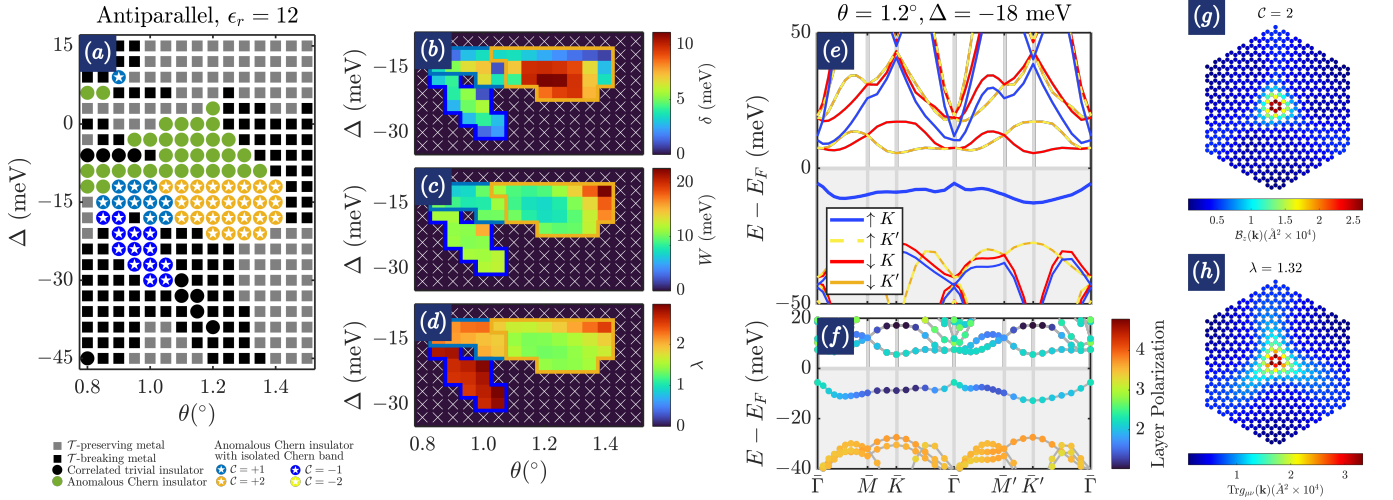 Antiparallel, $\epsilon_r = 12$
(a)
Δ (meV)
15
0
−15
−30
−45
0.8
1.0
1.2
1.4
θ(°)
𝒯-preserving metal
𝒯-breaking metal
Correlated trivial insulator
Anomalous Chern insulator
Anomalous Chern insulator
with isolated Chern band
𝒞 = +1
𝒞 = −1
𝒞 = +2
𝒞 = −2
(b)
Δ (meV)
−15
−30
10
5
0
δ (meV)
(c)
Δ (meV)
−15
−30
20
10
0
W (meV)
(d)
Δ (meV)
−15
−30
2
1
0
λ
0.8
1.0
1.2
1.4
θ(°)
θ = 1.2°, Δ = −18 meV
(e)
E − E_F (meV)
50
0
−50
↑ K
↑ K′
↓ K
↓ K′
(f)
E − E_F (meV)
20
0
−20
−40
Γ̄
M̄
K̄
Γ̄
M̄′
K̄′
Γ̄
4
3
2
Layer Polarization
(g)
𝒞 = 2
0.5
1
1.5
2
2.5
ℬ_z(𝐤)(Å² × 10⁴)
(h)
λ = 1.32
1
2
3
Trg_{μν}(𝐤)(Å² × 10⁴)